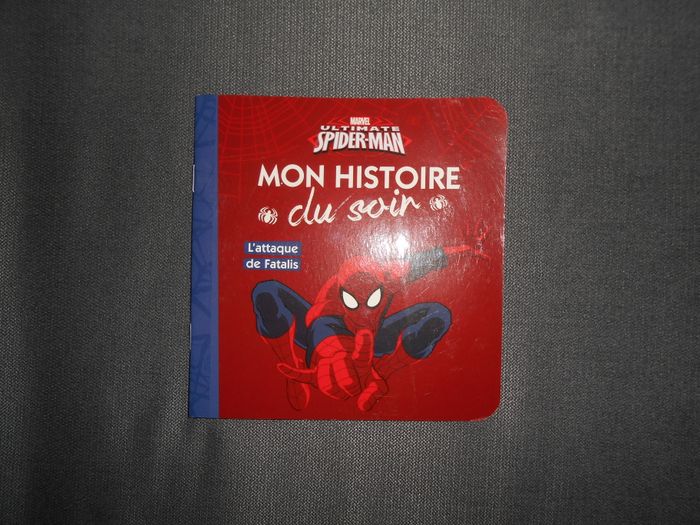 MARVEL
ULTIMATE
SPIDER-MAN
MON HISTOIRE
du soir
L'attaque
de Fatalis